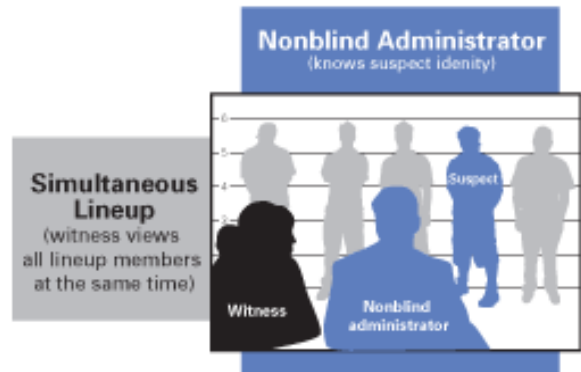 Nonblind Administrator
(knows suspect idenity)
6
5
4
Suspect
Simultaneous
Lineup
(witness views
all lineup members
at the same time)
Witness
Nonblind
administrator